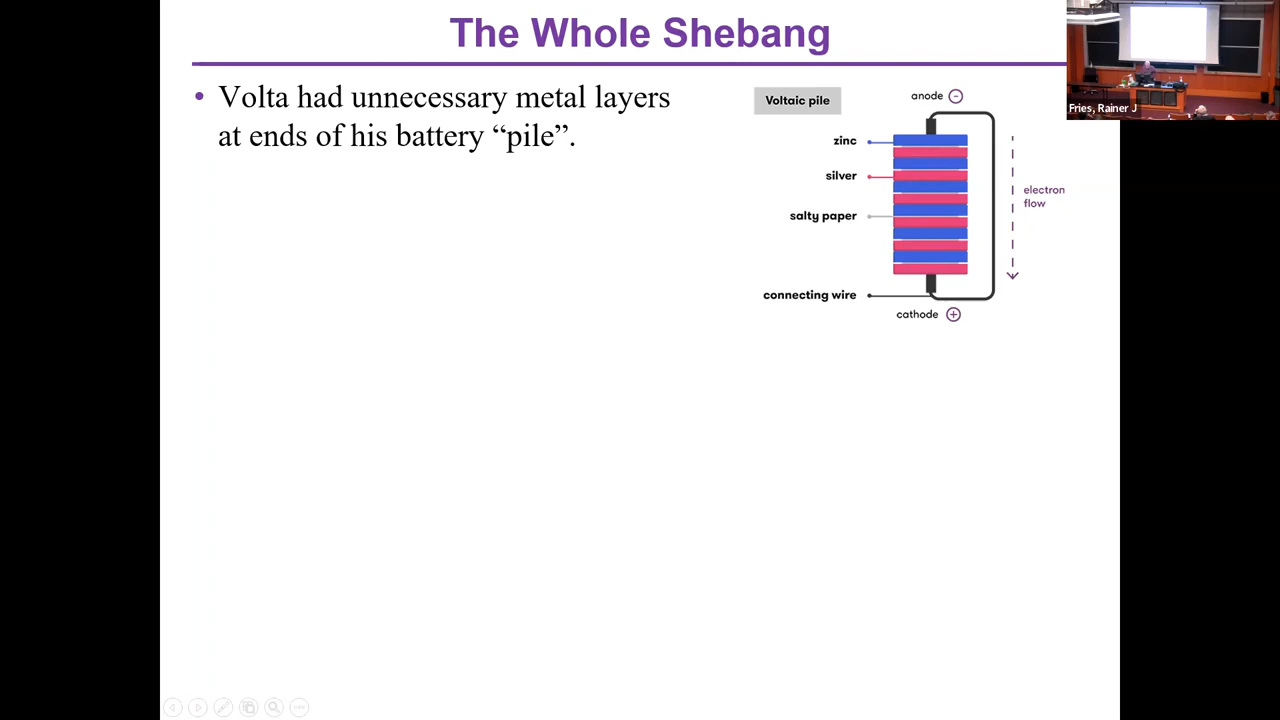 The Whole Shebang
• Volta had unnecessary metal layers
at ends of his battery “pile”.
Voltaic pile
anode -
zinc
silver
salty paper
connecting wire
cathode +
electron
flow
Fries, Rainer J